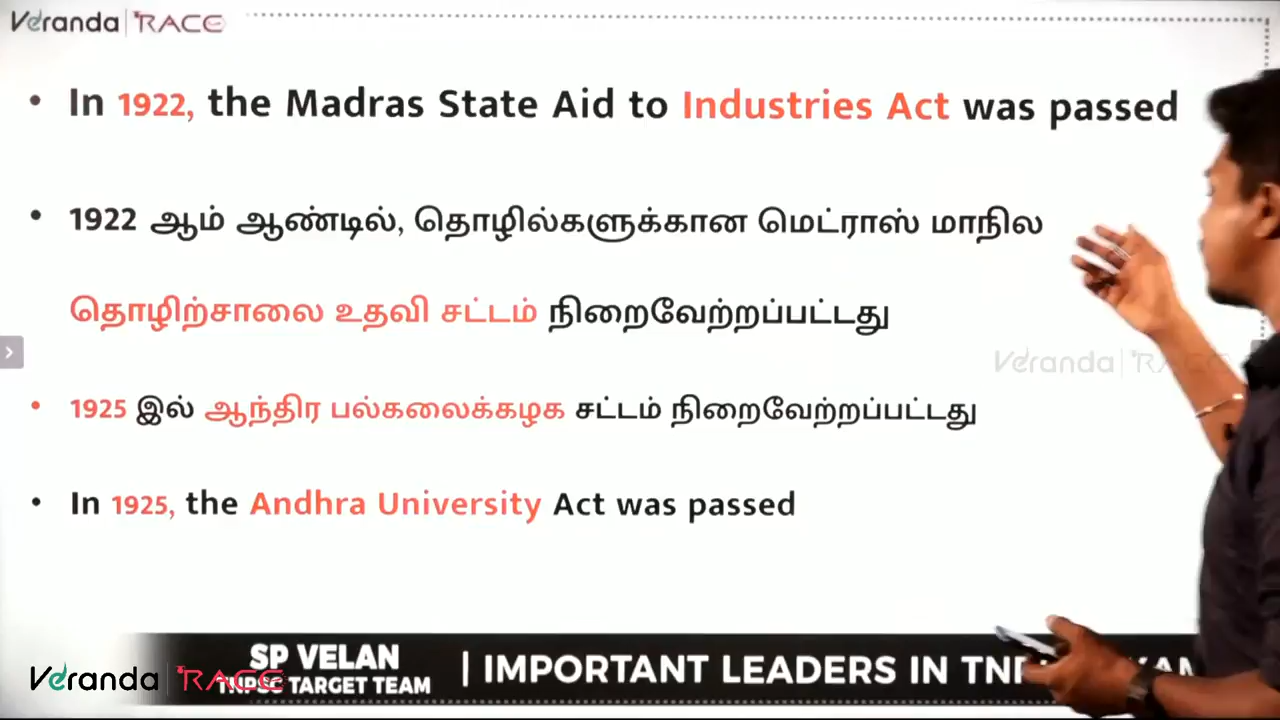 Veranda RACE
In 1922, the Madras State Aid to Industries Act was passed
1922 ஆம் ஆண்டில், தொழில்களுக்கான மெட்ராஸ் மாநில
தொழிற்சாலை உதவி சட்டம் நிறைவேற்றப்பட்டது
Veranda RACE
1925 இல் ஆந்திர பல்கலைக்கழக சட்டம் நிறைவேற்றப்பட்டது
In 1925, the Andhra University Act was passed
SP VELAN
TNPSC TARGET TEAM
IMPORTANT LEADERS IN
Veranda RACE